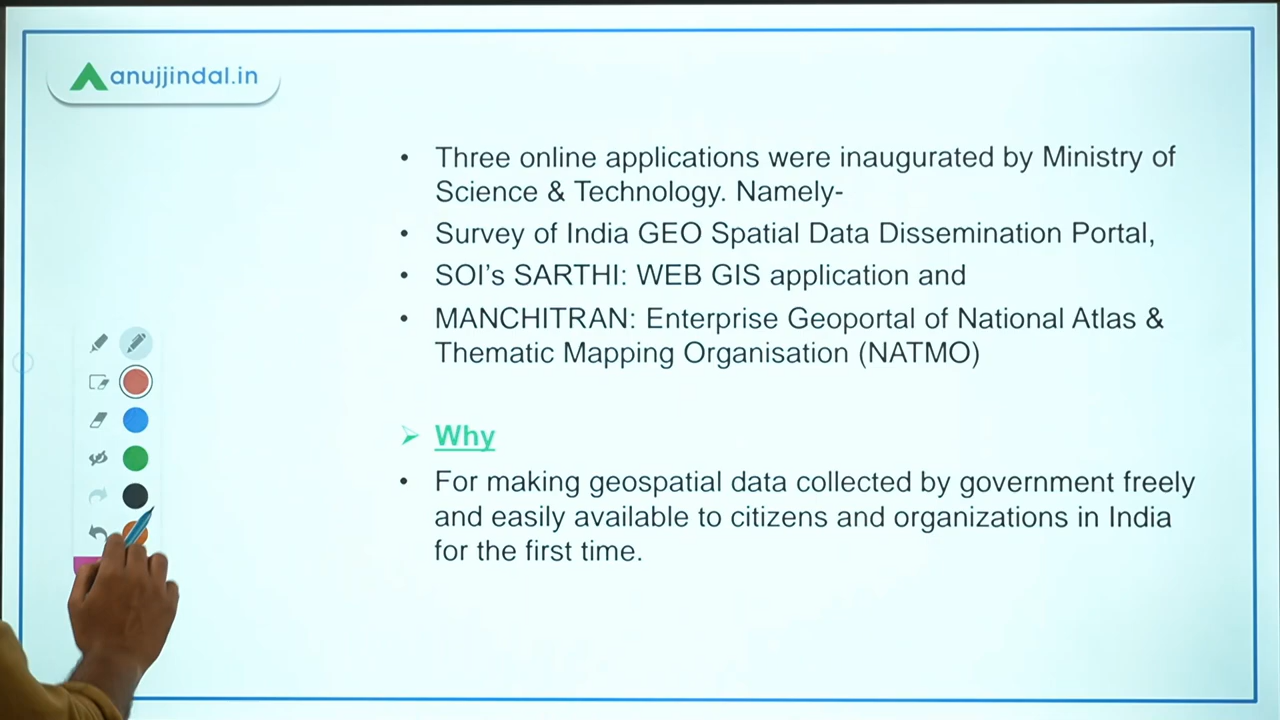 anujjindal.in
• Three online applications were inaugurated by Ministry of
Science & Technology. Namely-
• Survey of India GEO Spatial Data Dissemination Portal,
• SOI's SARTHI: WEB GIS application and
• MANCHITRAN: Enterprise Geoportal of National Atlas &
Thematic Mapping Organisation (NATMO)
➢ Why
• For making geospatial data collected by government freely
and easily available to citizens and organizations in India
for the first time.